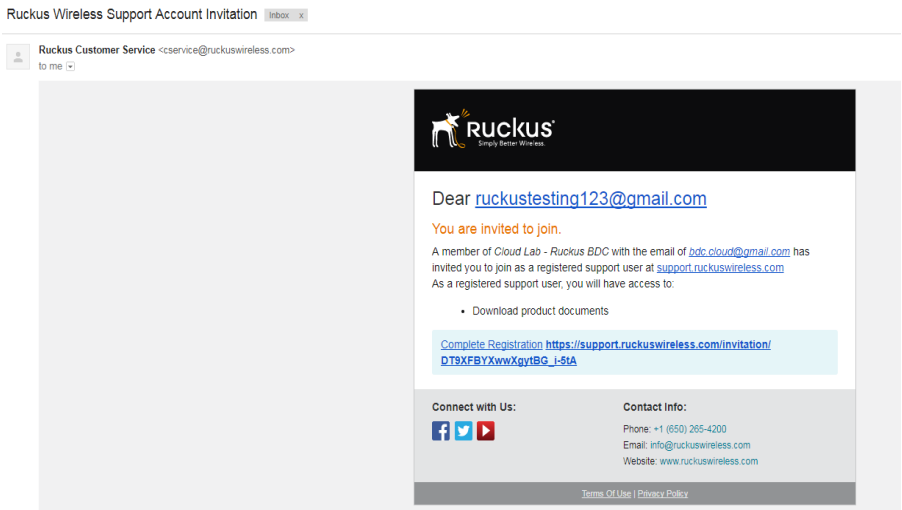 Ruckus Wireless Support Account Invitation Inbox x
Ruckus Customer Service <cservice@ruckuswireless.com>
to me
RUCKUS®
Simply Better Wireless.
Dear ruckustesting123@gmail.com
You are invited to join.
A member of Cloud Lab - Ruckus BDC with the email of bdc.cloud@gmail.com has
invited you to join as a registered support user at support.ruckuswireless.com
As a registered support user, you will have access to:
• Download product documents
Complete Registration https://support.ruckuswireless.com/invitation/
DT9XFBYXwwXgytBG_i-5tA
Connect with Us: Contact Info:
Phone: +1 (650) 265-4200
Email: info@ruckuswireless.com
Website: www.ruckuswireless.com
Terms Of Use | Privacy Policy